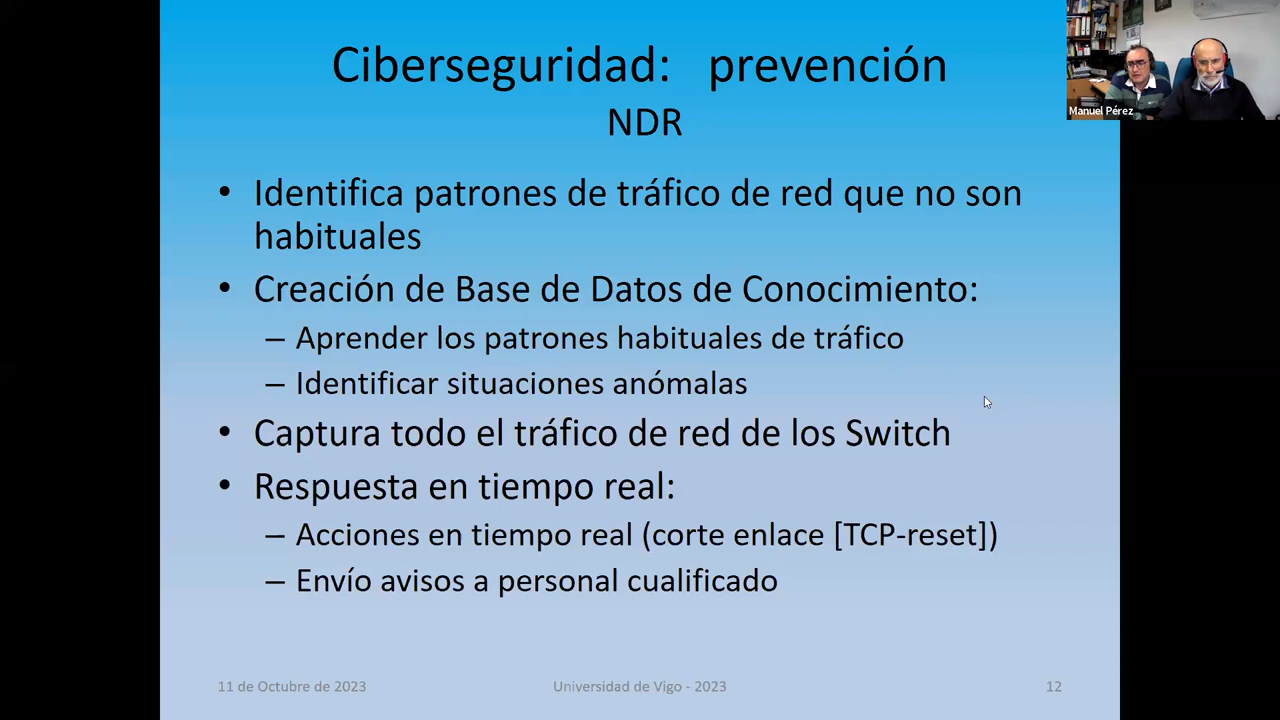 Ciberseguridad: prevención
NDR
Manuel Pérez
• Identifica patrones de tráfico de red que no son
habituales
• Creación de Base de Datos de Conocimiento:
– Aprender los patrones habituales de tráfico
– Identificar situaciones anómalas
• Captura todo el tráfico de red de los Switch
• Respuesta en tiempo real:
– Acciones en tiempo real (corte enlace [TCP-reset])
– Envío avisos a personal cualificado
11 de Octubre de 2023
Universidad de Vigo - 2023
12